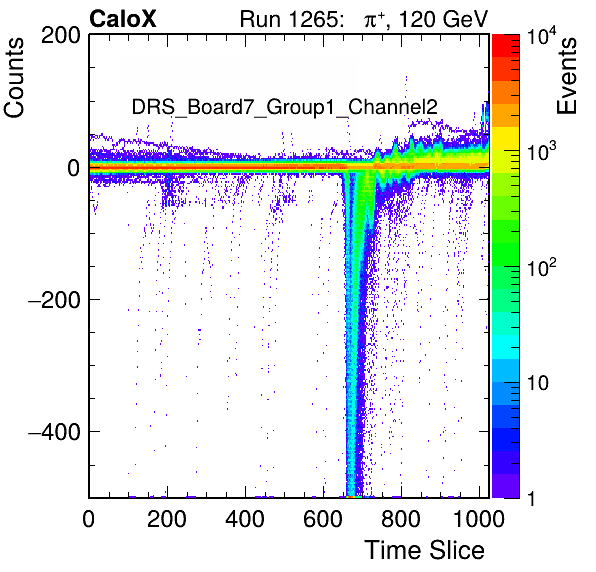 CaloX Run 1265: π⁺, 120 GeV
DRS_Board7_Group1_Channel2
Counts
200
0
−200
−400
0 200 400 600 800 1000
Time Slice
Events
10⁴
10³
10²
10
1